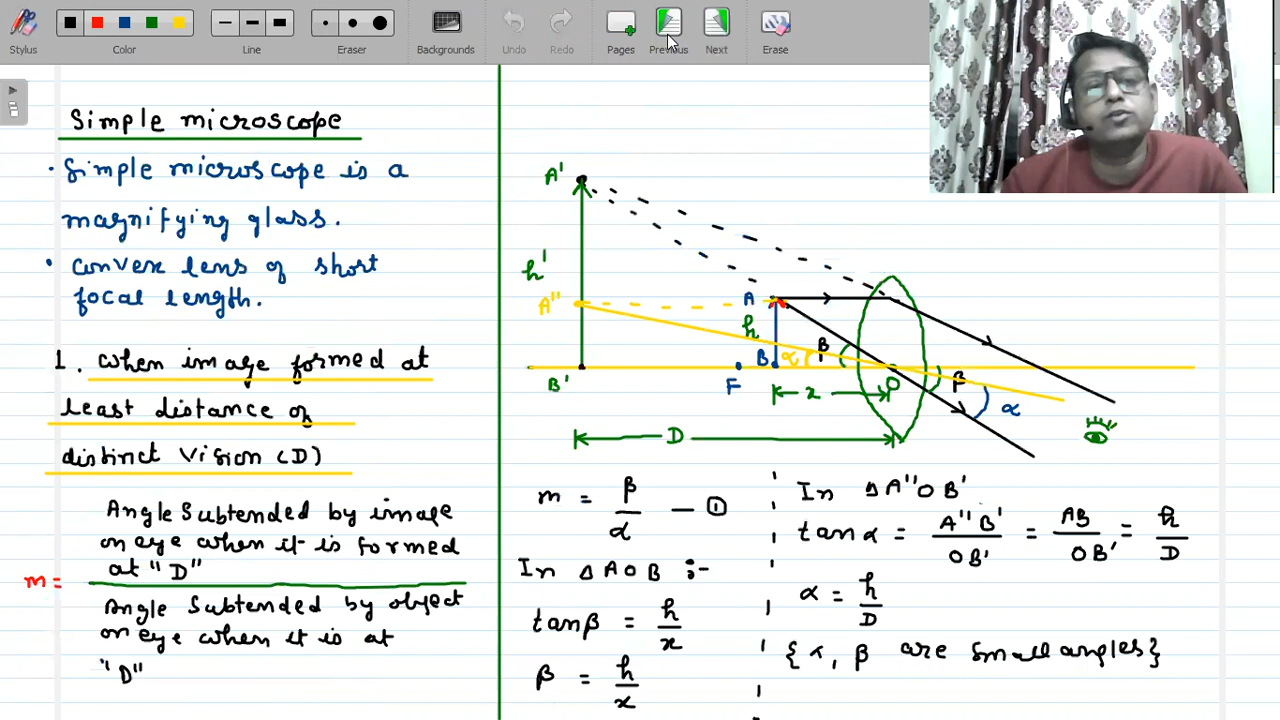 Stylus
Color
Line
Eraser
Backgrounds
Undo
Redo
Pages
Previous
Next
Erase
Simple microscope
• Simple microscope is a
magnifying glass.
• Convex lens of short
focal length.
1. When image formed at
least distance of
distinct vision (D)
m =
Angle Subtended by image
on eye when it is formed
at "D"
Angle Subtended by object
on eye when it is at
"D"
A'
h'
A"
B'
A
h
B
F
α
β
x
O
D
β
α
m = β/α — ①
In △ AOB :-
tanβ = h/x
β = h/x
In △ A"OB'
tanα = A"B'/OB' = AB/OB' = h/D
α = h/D
{α, β are small angles}